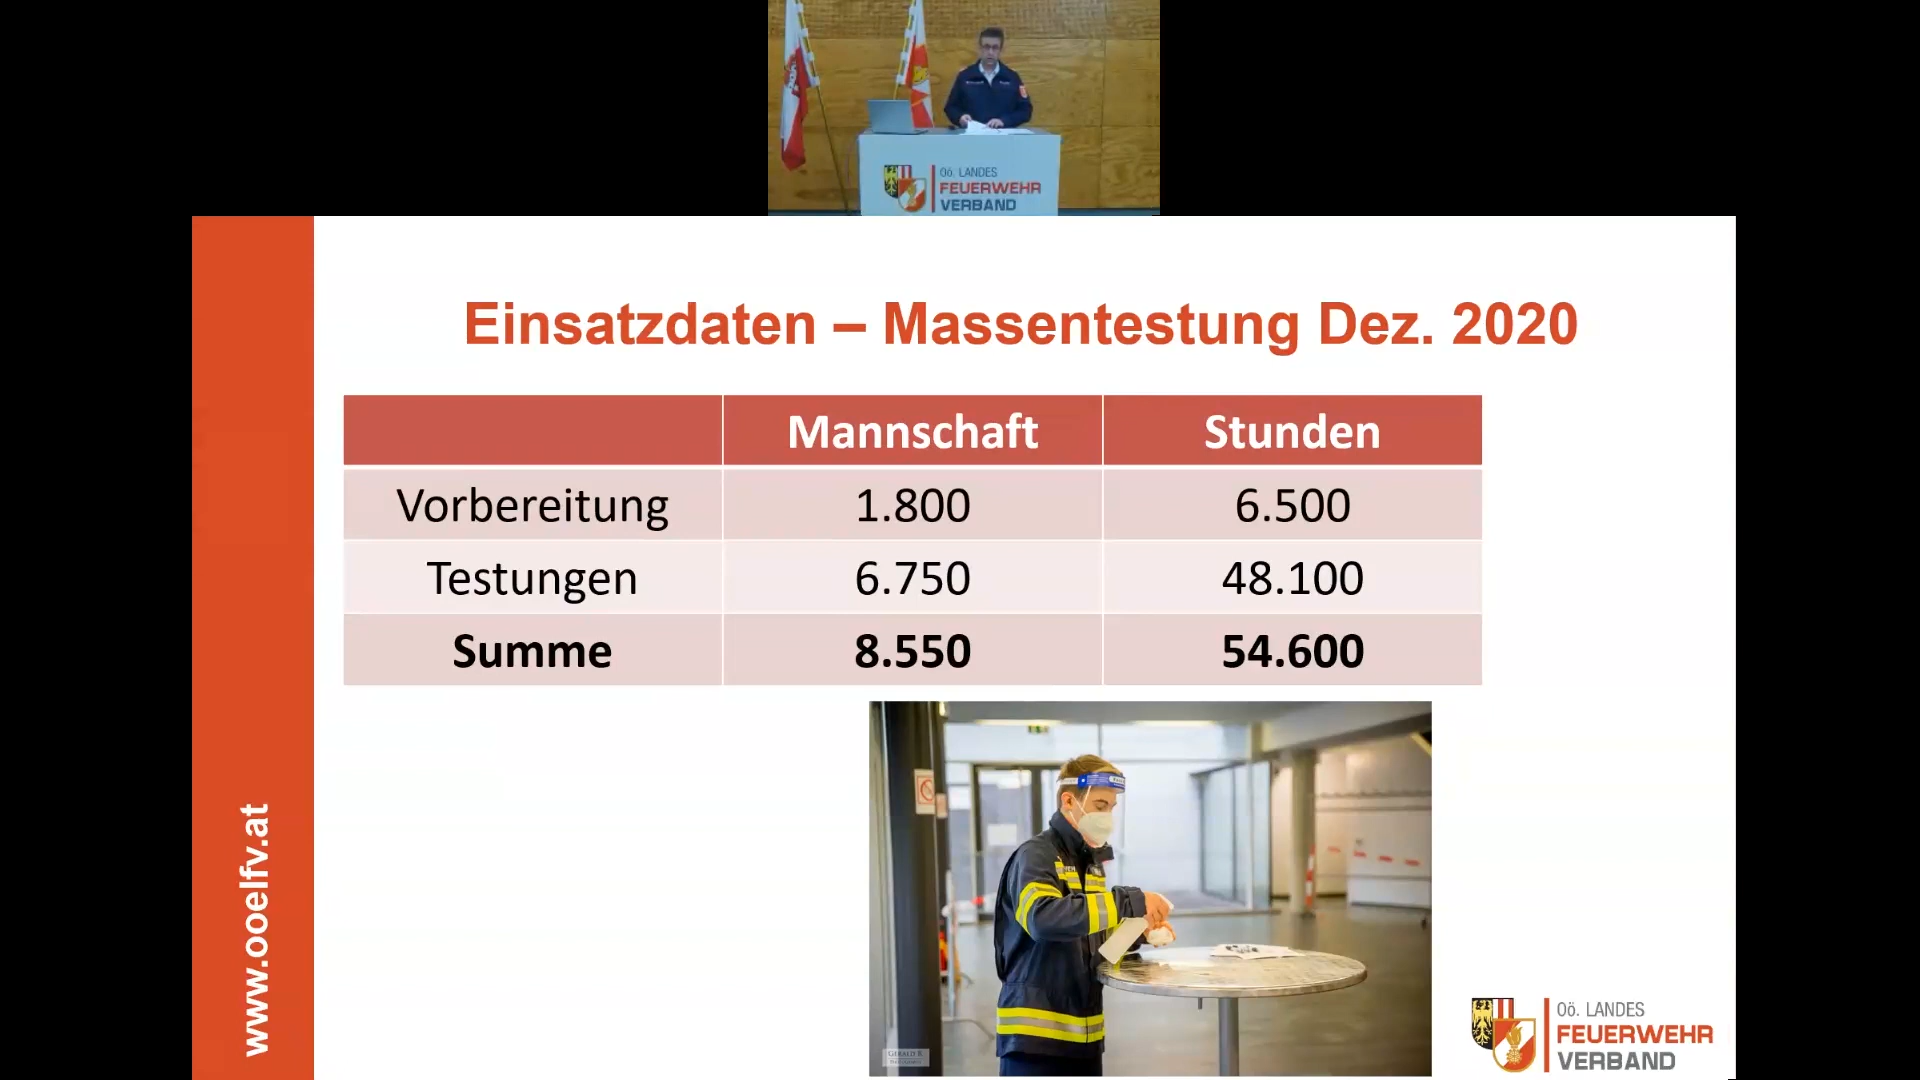 OÖ. LANDES
FEUERWEHR
VERBAND
Einsatzdaten – Massentestung Dez. 2020
Mannschaft Stunden
Vorbereitung 1.800 6.500
Testungen 6.750 48.100
Summe 8.550 54.600
www.ooelfv.at
GERALD R.
OÖ. LANDES
FEUERWEHR
VERBAND